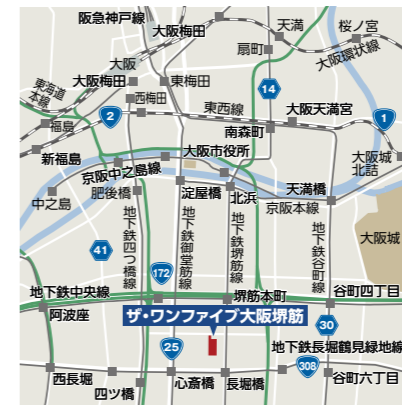 阪急神戸線
大阪梅田
天満
桜ノ宮
扇町
大阪環状線
大阪
東海道
本線
大阪梅田
東梅田
西梅田
14
東西線
大阪天満宮
2
1
福島
南森町
新福島
大阪市役所
大阪城
北詰
京阪中之島線
中之島
肥後橋
淀屋橋
北浜
天満橋
京阪本線
地下鉄四つ橋線
地下鉄御堂筋線
地下鉄堺筋線
地下鉄谷町線
大阪城
41
172
地下鉄中央線
堺筋本町
谷町四丁目
阿波座
ザ・ワンファイブ大阪堺筋
30
25
地下鉄長堀鶴見緑地線
308
西長堀
心斎橋
長堀橋
谷町六丁目
四ツ橋